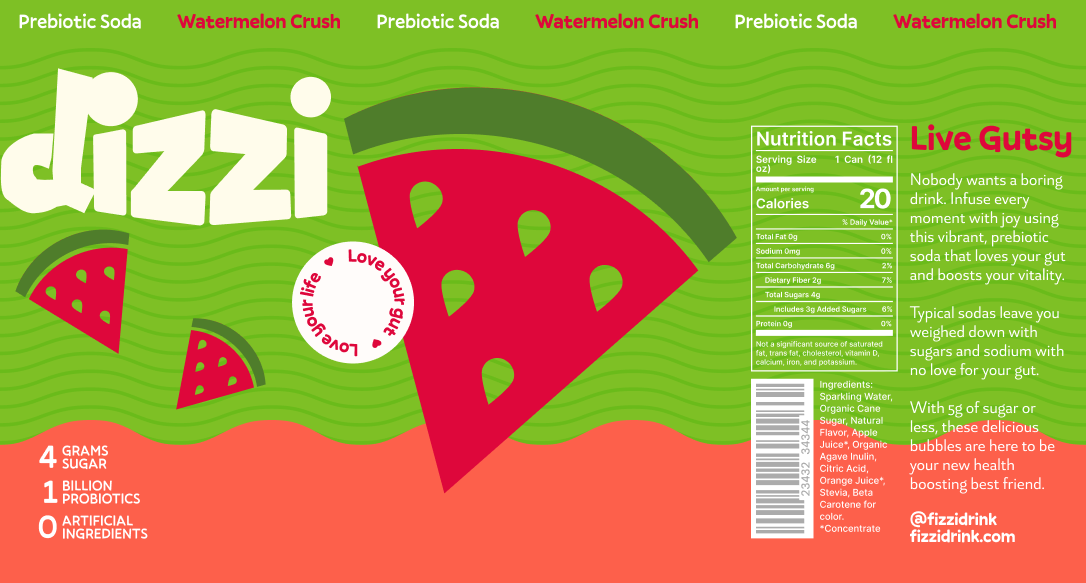 Prebiotic Soda Watermelon Crush Prebiotic Soda Watermelon Crush Prebiotic Soda Watermelon Crush
dizzi
Love your gut ♥ Love your life ♥
4 GRAMS
SUGAR
1 BILLION
PROBIOTICS
0 ARTIFICIAL
INGREDIENTS
Nutrition Facts
Serving Size 1 Can (12 fl
oz)
Amount per serving
Calories 20
% Daily Value*
Total Fat 0g 0%
Sodium 0mg 0%
Total Carbohydrate 6g 2%
Dietary Fiber 2g 7%
Total Sugars 4g
Includes 3g Added Sugars 6%
Protein 0g 0%
Not a significant source of saturated
fat, trans fat, cholesterol, vitamin D,
calcium, iron, and potassium.
23432 34344
Ingredients:
Sparkling Water,
Organic Cane
Sugar, Natural
Flavor, Apple
Juice*, Organic
Agave Inulin,
Citric Acid,
Orange Juice*,
Stevia, Beta
Carotene for
color.
*Concentrate
Live Gutsy
Nobody wants a boring
drink. Infuse every
moment with joy using
this vibrant, prebiotic
soda that loves your gut
and boosts your vitality.
Typical sodas leave you
weighed down with
sugars and sodium with
no love for your gut.
With 5g of sugar or
less, these delicious
bubbles are here to be
your new health
boosting best friend.
@fizzidrink
fizzidrink.com